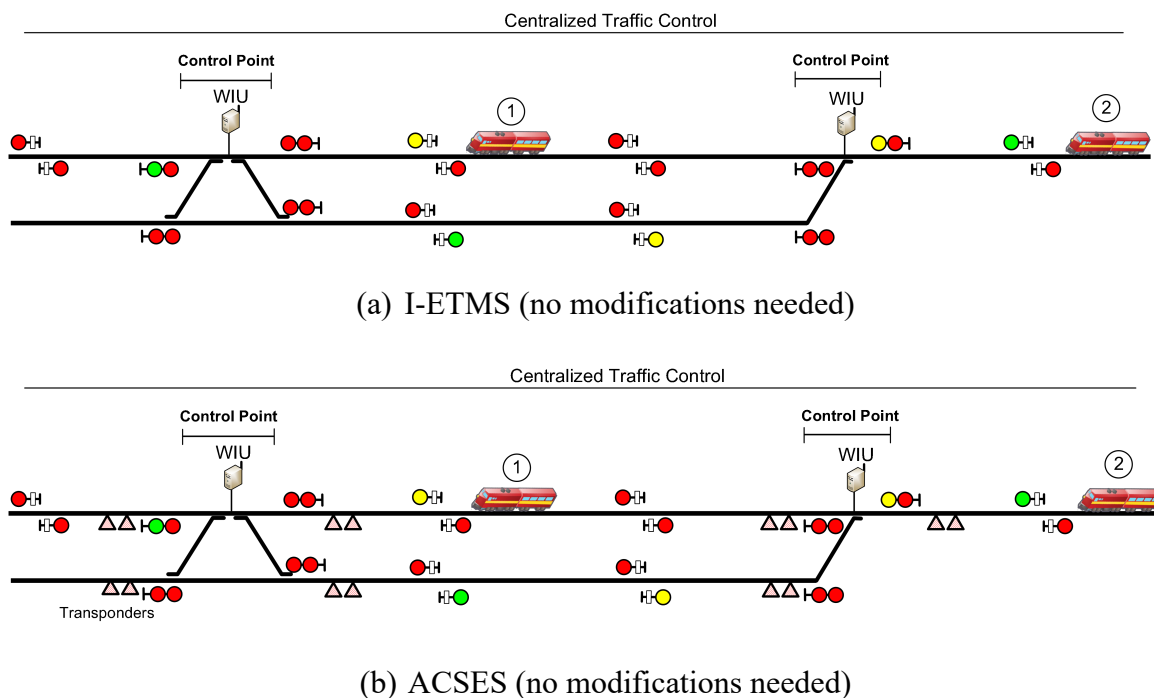 Centralized Traffic Control
Control Point
Control Point
WIU
WIU
1
2
(a) I-ETMS (no modifications needed)
Centralized Traffic Control
Control Point
Control Point
WIU
WIU
1
2
Transponders
(b) ACSES (no modifications needed)